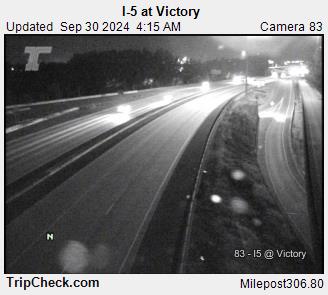 I-5 at Victory
Updated Sep 30 2024 4:15 AM Camera 83
T
N
83 - I5 @ Victory
TripCheck.com Milepost306.80